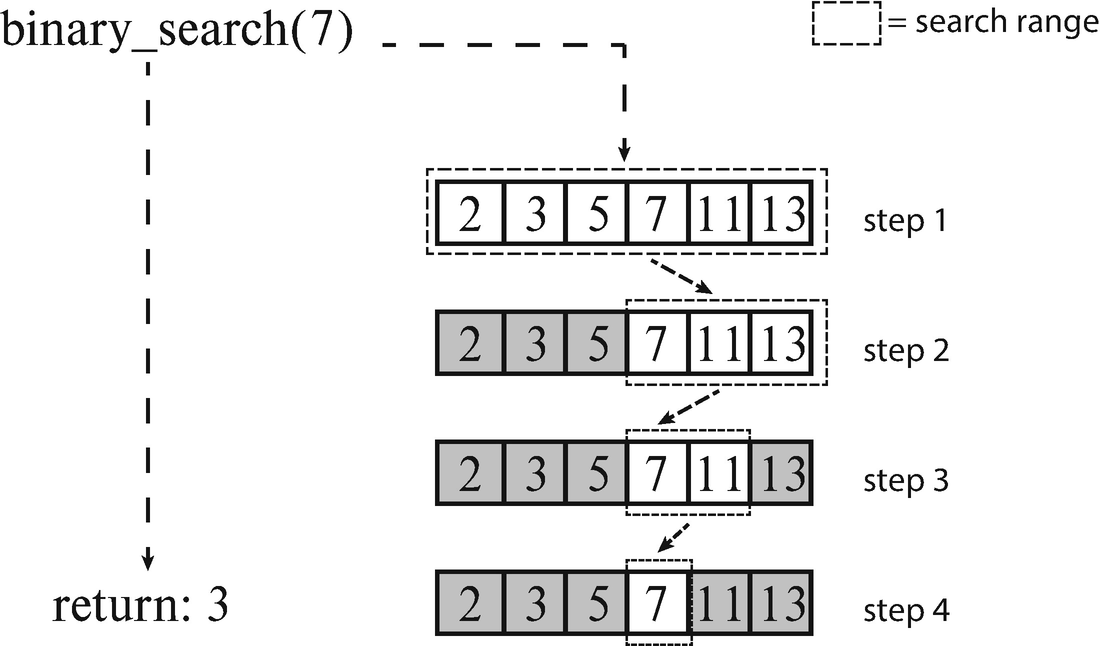 binary_search(7)
= search range
2 3 5 7 11 13 step 1
2 3 5 7 11 13 step 2
2 3 5 7 11 13 step 3
2 3 5 7 11 13 step 4
return: 3